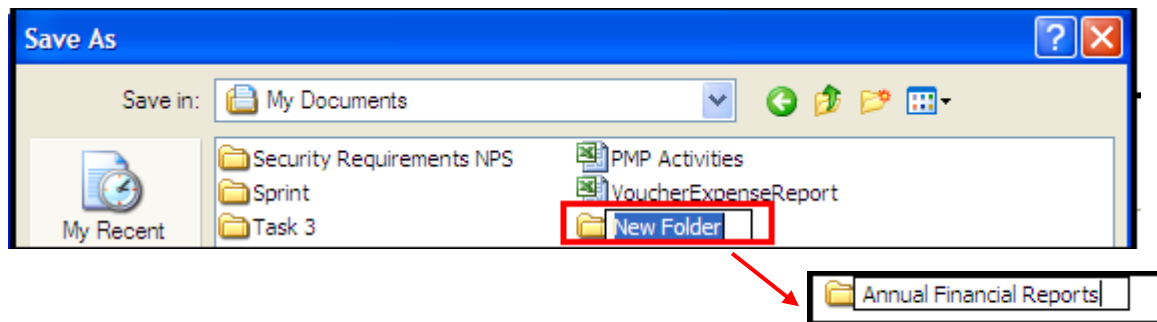 Save As
Save in: My Documents
Security Requirements NPS PMP Activities
Sprint VoucherExpenseReport
My Recent Task 3 New Folder
Annual Financial Reports